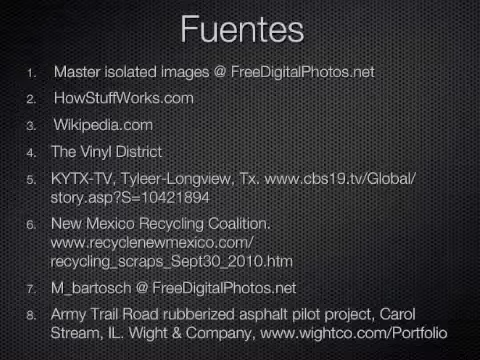 Fuentes
1. Master isolated images @ FreeDigitalPhotos.net
2. HowStuffWorks.com
3. Wikipedia.com
4. The Vinyl District
5. KYTX-TV, Tyleer-Longview, Tx. www.cbs19.tv/Global/
story.asp?S=10421894
6. New Mexico Recycling Coalition.
www.recyclenewmexico.com/
recycling_scraps_Sept30_2010.htm
7. M_bartosch @ FreeDigitalPhotos.net
8. Army Trail Road rubberized asphalt pilot project, Carol
Stream, IL. Wight & Company, www.wightco.com/Portfolio